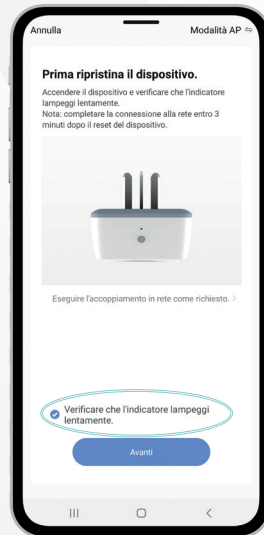 Annulla
Modalità AP
Prima ripristina il dispositivo.
Accendere il dispositivo e verificare che l'indicatore
lampeggi lentamente.
Nota: completare la connessione alla rete entro 3
minuti dopo il reset del dispositivo.
Eseguire l'accoppiamento in rete come richiesto. >
Verificare che l'indicatore lampeggi
lentamente.
Avanti